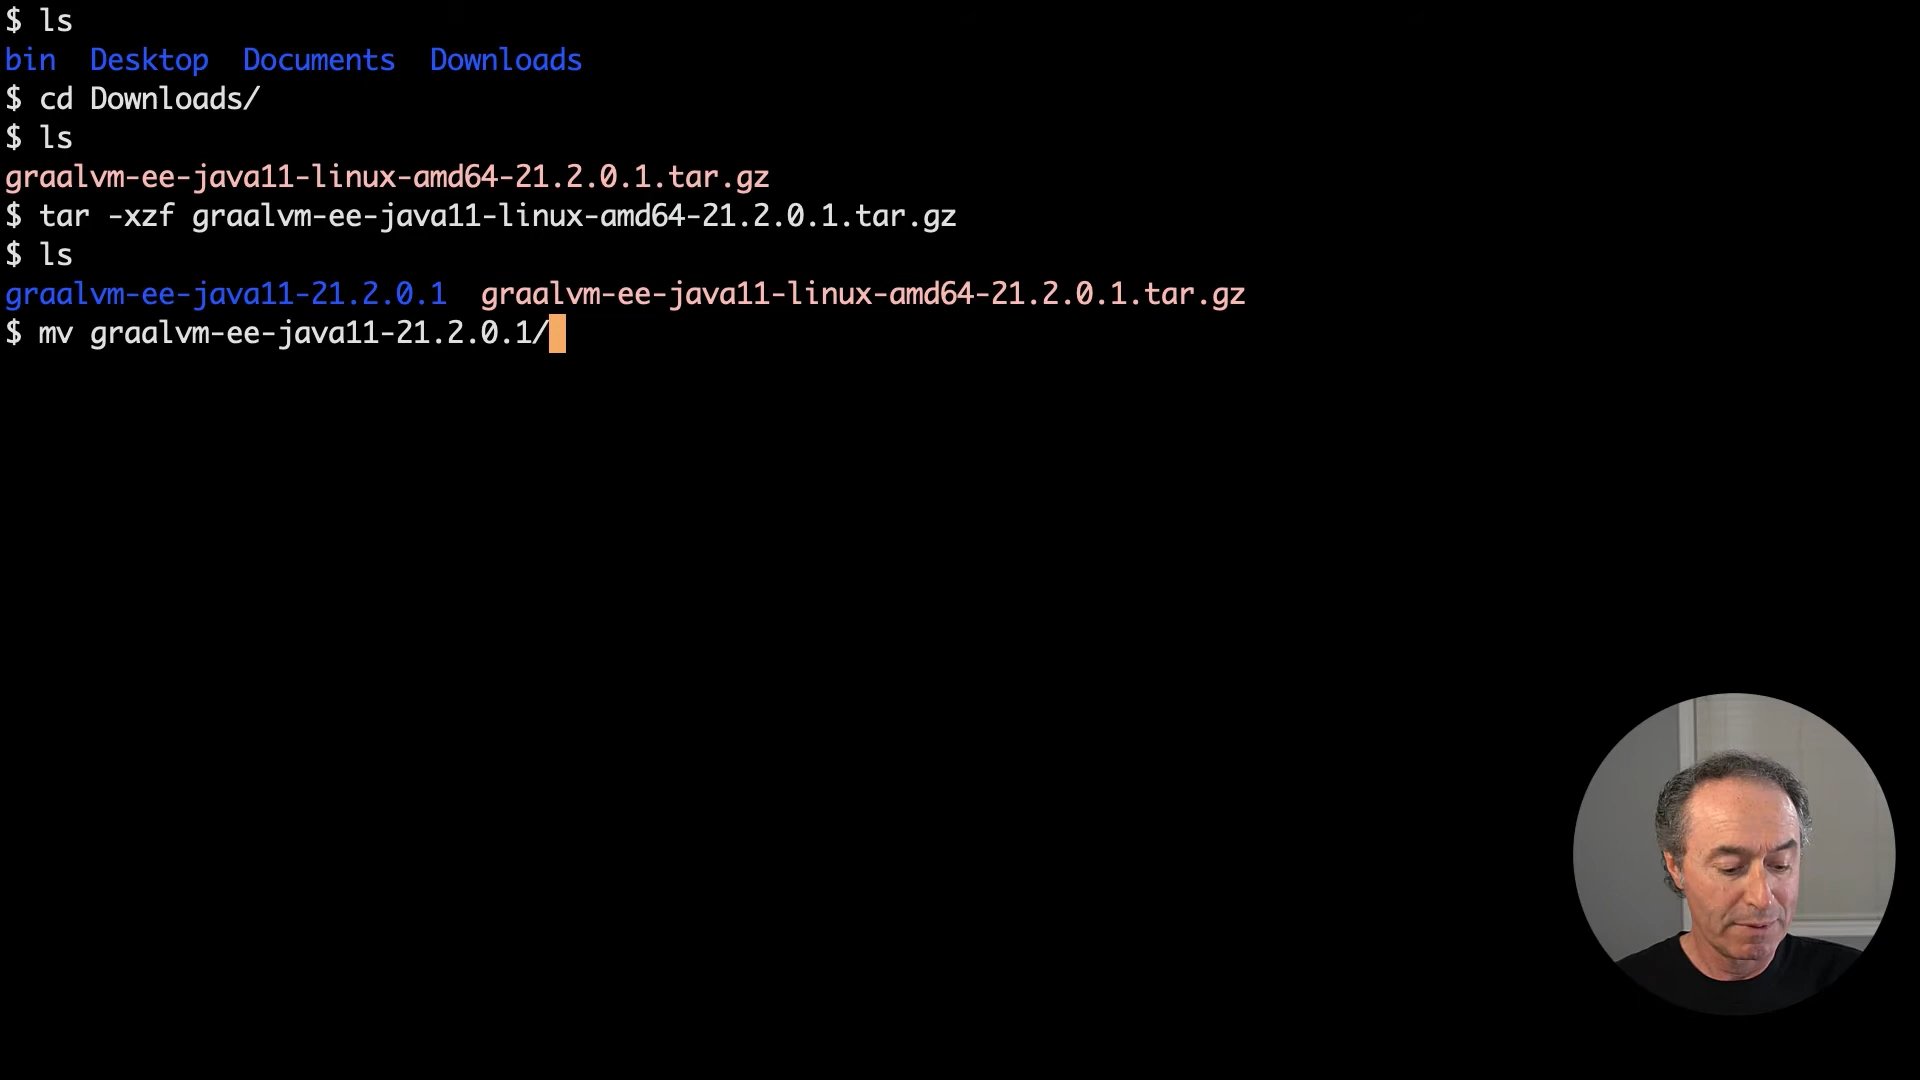 $ ls
bin  Desktop  Documents  Downloads
$ cd Downloads/
$ ls
graalvm-ee-java11-linux-amd64-21.2.0.1.tar.gz
$ tar -xzf graalvm-ee-java11-linux-amd64-21.2.0.1.tar.gz
$ ls
graalvm-ee-java11-21.2.0.1  graalvm-ee-java11-linux-amd64-21.2.0.1.tar.gz
$ mv graalvm-ee-java11-21.2.0.1/